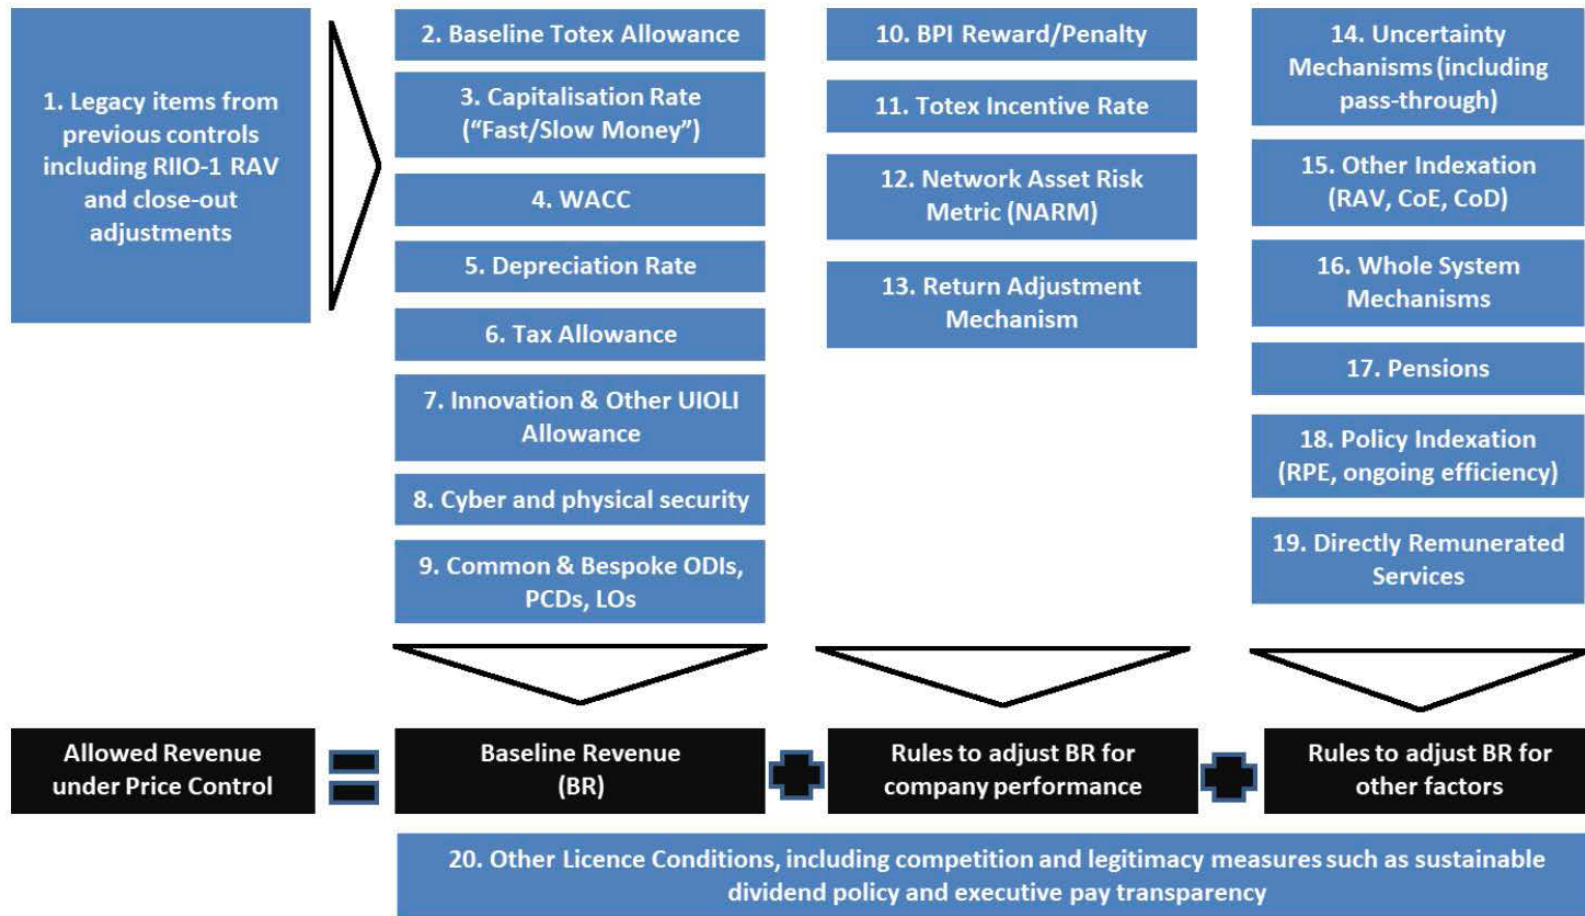 1. Legacy items from
previous controls
including RIIO-1 RAV
and close-out
adjustments
2. Baseline Totex Allowance
3. Capitalisation Rate
(“Fast/Slow Money”)
4. WACC
5. Depreciation Rate
6. Tax Allowance
7. Innovation & Other UIOLI
Allowance
8. Cyber and physical security
9. Common & Bespoke ODIs,
PCDs, LOs
10. BPI Reward/Penalty
11. Totex Incentive Rate
12. Network Asset Risk
Metric (NARM)
13. Return Adjustment
Mechanism
14. Uncertainty
Mechanisms (including
pass-through)
15. Other Indexation
(RAV, CoE, CoD)
16. Whole System
Mechanisms
17. Pensions
18. Policy Indexation
(RPE, ongoing efficiency)
19. Directly Remunerated
Services
Allowed Revenue
under Price Control
Baseline Revenue
(BR)
Rules to adjust BR for
company performance
Rules to adjust BR for
other factors
20. Other Licence Conditions, including competition and legitimacy measures such as sustainable
dividend policy and executive pay transparency